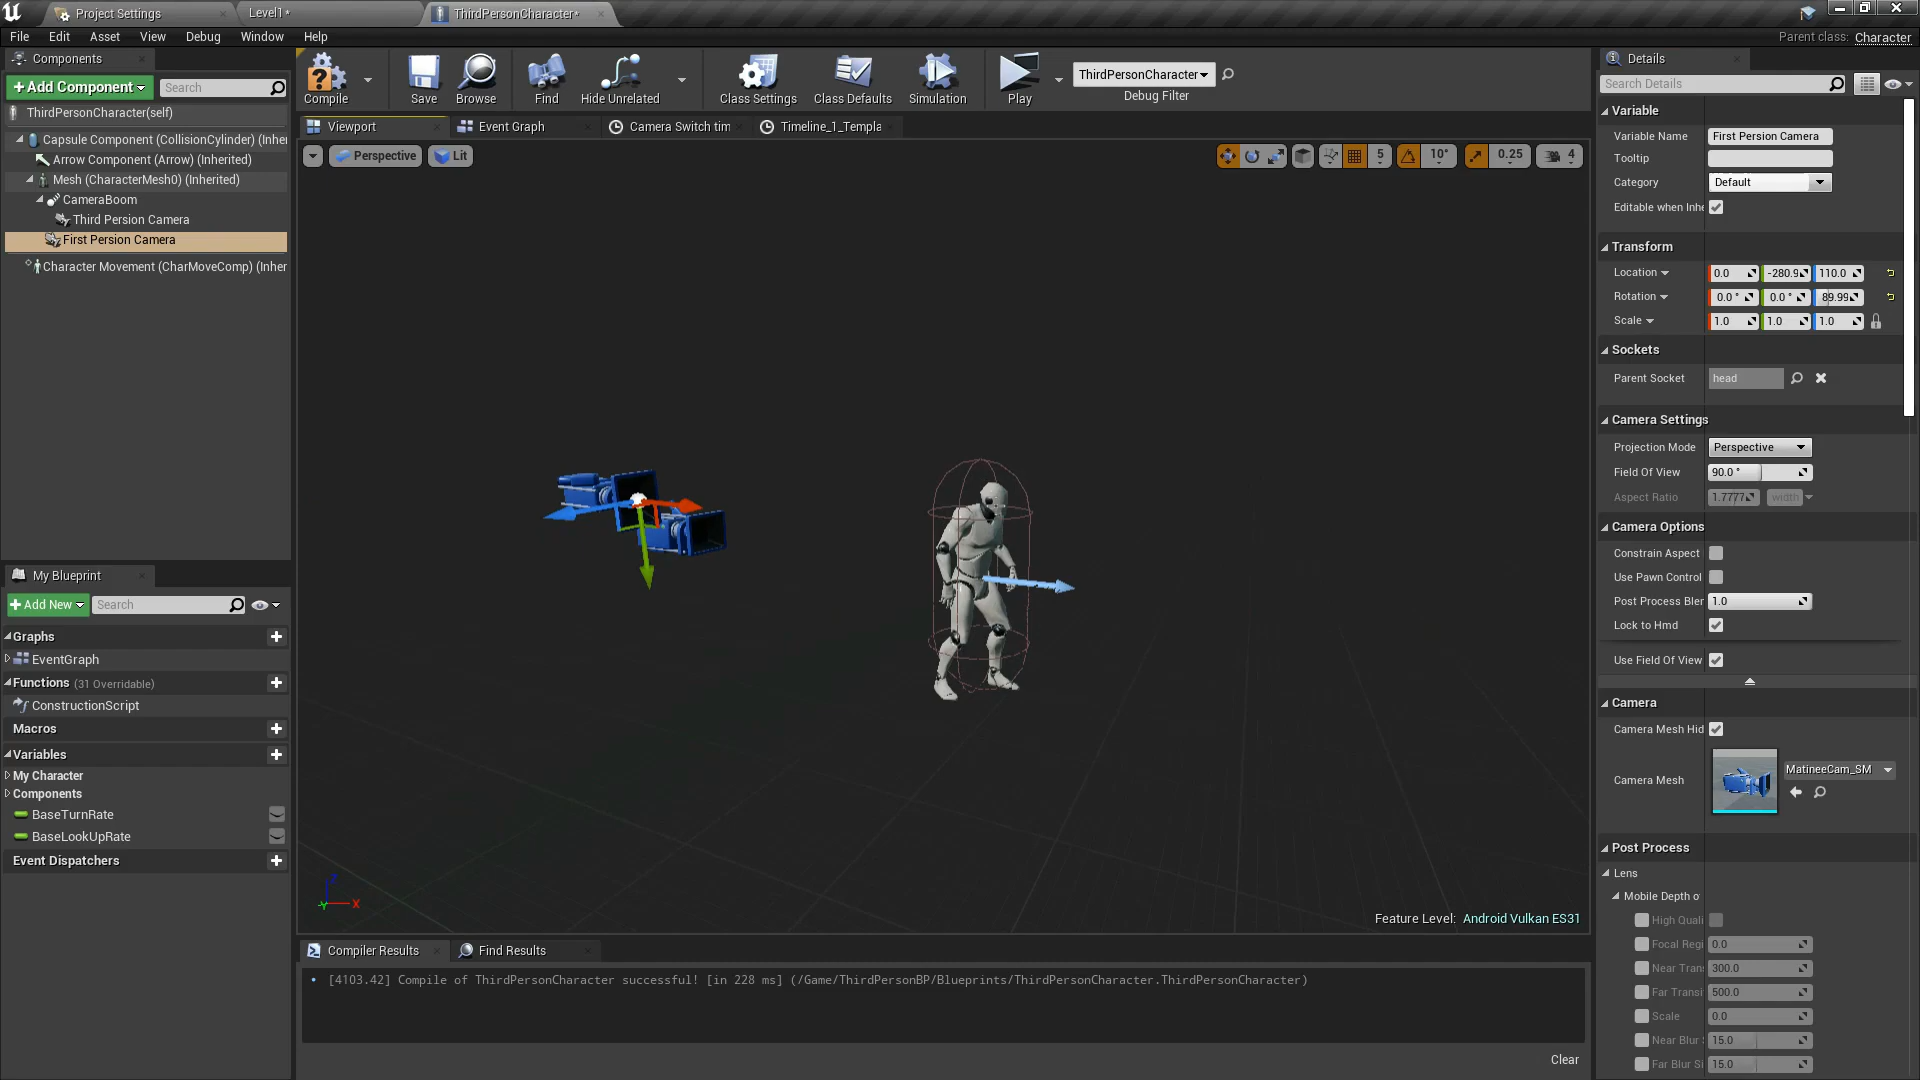 Project Settings
Level1*
ThirdPersonCharacter*
File Edit Asset View Debug Window Help
Parent class: Character
Components
+ Add Component
Search
ThirdPersonCharacter(self)
Capsule Component (CollisionCylinder) (Inher
Arrow Component (Arrow) (Inherited)
Mesh (CharacterMesh0) (Inherited)
CameraBoom
Third Persion Camera
First Persion Camera
Character Movement (CharMoveComp) (Inher
My Blueprint
+ Add New
Search
Graphs
EventGraph
Functions (31 Overridable)
ConstructionScript
Macros
Variables
My Character
Components
BaseTurnRate
BaseLookUpRate
Event Dispatchers
Compile
Save
Browse
Find
Hide Unrelated
Class Settings
Class Defaults
Simulation
Play
ThirdPersonCharacter
Debug Filter
Viewport
Event Graph
Camera Switch tim
Timeline_1_Templa
Perspective
Lit
5
10°
0.25
4
X
Feature Level: Android Vulkan ES31
Compiler Results
Find Results
[4103.42] Compile of ThirdPersonCharacter successful! [in 228 ms] (/Game/ThirdPersonBP/Blueprints/ThirdPersonCharacter.ThirdPersonCharacter)
Clear
Details
Search Details
Variable
Variable Name First Persion Camera
Tooltip
Category Default
Editable when Inhe
Transform
Location 0.0 -280.9 110.0
Rotation 0.0 ° 0.0 ° 89.99
Scale 1.0 1.0 1.0
Sockets
Parent Socket head
Camera Settings
Projection Mode Perspective
Field Of View 90.0 °
Aspect Ratio 1.7777 width
Camera Options
Constrain Aspect
Use Pawn Control
Post Process Blen 1.0
Lock to Hmd
Use Field Of View
Camera
Camera Mesh Hid
Camera Mesh MatineeCam_SM
Post Process
Lens
Mobile Depth o
High Quali
Focal Regi 0.0
Near Tran 300.0
Far Transi 500.0
Scale 0.0
Near Blur 15.0
Far Blur Si 15.0